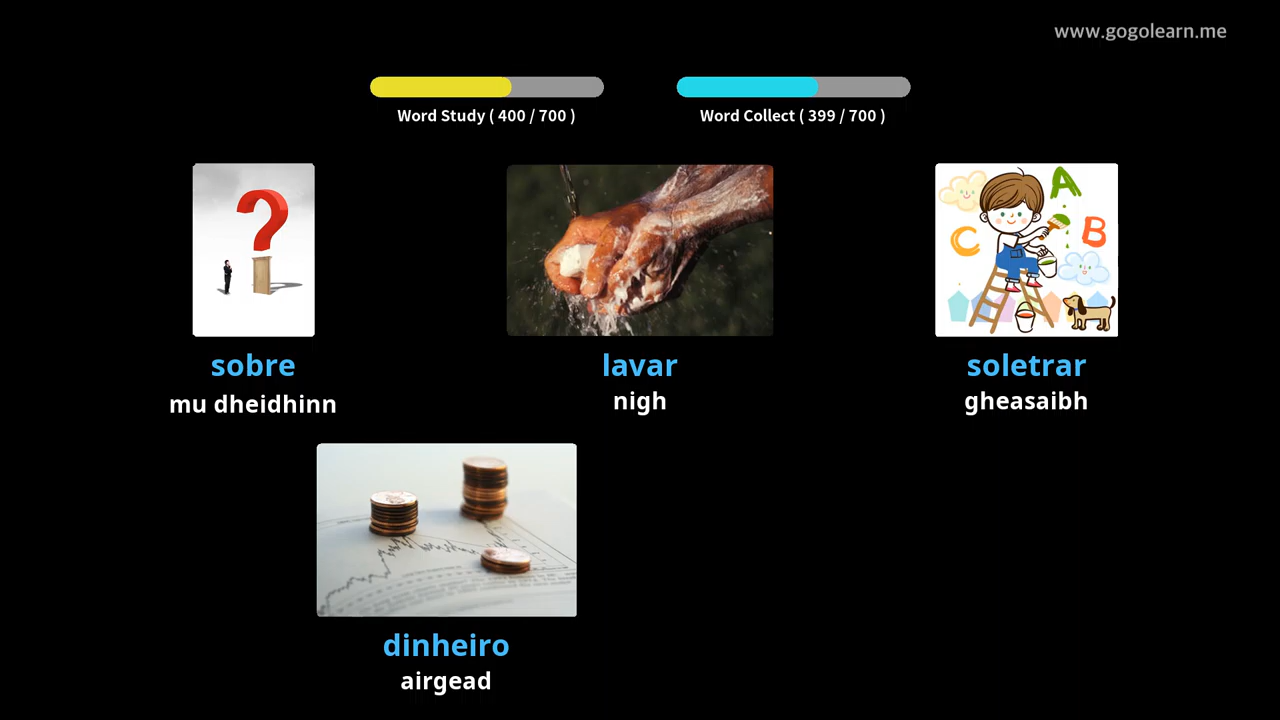 www.gogolearn.me
Word Study ( 400 / 700 )
Word Collect ( 399 / 700 )
sobre
mu dheidhinn
lavar
nigh
A
B
C
soletrar
gheasaibh
dinheiro
airgead